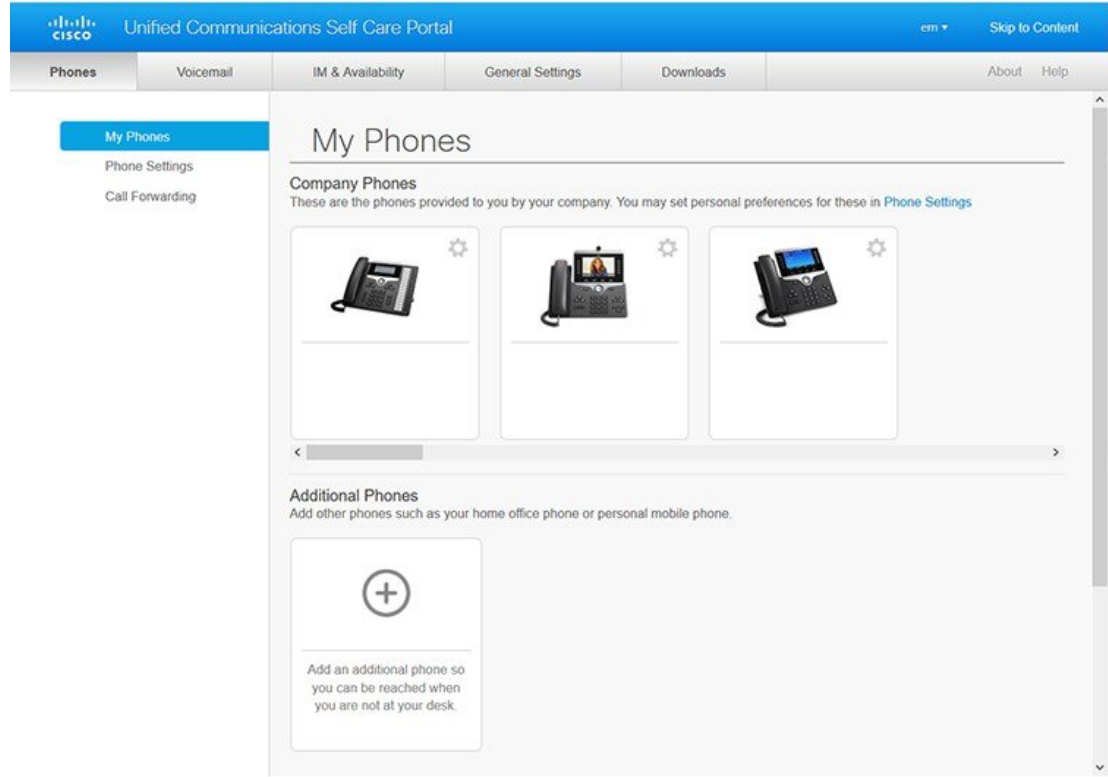 CISCO
Unified Communications Self Care Portal
em
Skip to Content
Phones
Voicemail
IM & Availability
General Settings
Downloads
About
Help
My Phones
Phone Settings
Call Forwarding
My Phones
Company Phones
These are the phones provided to you by your company. You may set personal preferences for these in Phone Settings
Additional Phones
Add other phones such as your home office phone or personal mobile phone.
Add an additional phone so
you can be reached when
you are not at your desk.